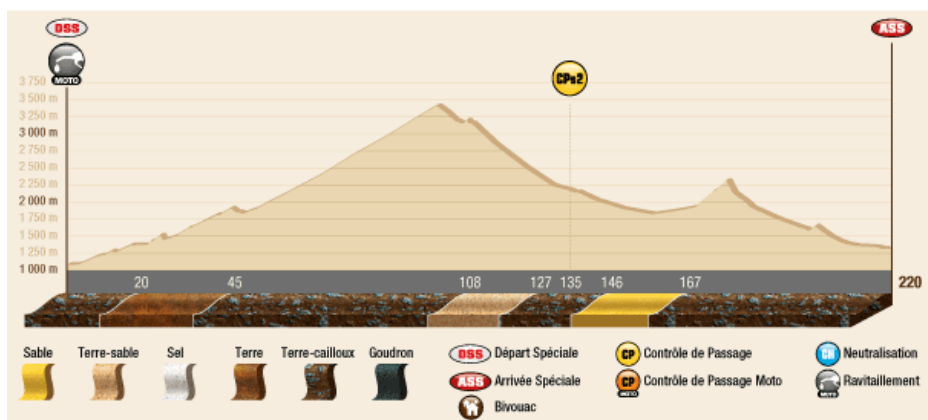 DSS
ASS
MOTO
CPs2
3 750
3 500 m
3 250 m
3 000 m
2 750 m
2 500 m
2 250 m
2 000 m
1 750 m
1 500 m
1 250 m
1 000 m
20 45 108 127 135 146 167 220
Sable Terre-sable Sel Terre Terre-cailloux Goudron
DSS Départ Spéciale
ASS Arrivée Spéciale
Bivouac
CP Contrôle de Passage
CP MOTO Contrôle de Passage Moto
Neutralisation
MOTO Ravitaillement